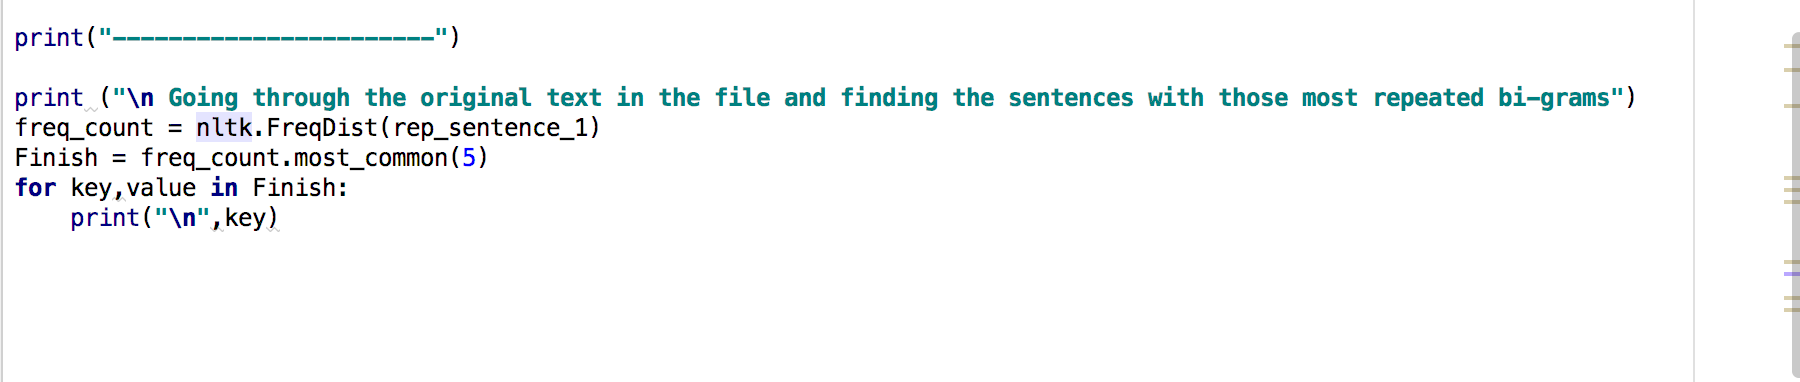 print("-----------------------")
print ("\n Going through the original text in the file and finding the sentences with those most repeated bi-grams")
freq_count = nltk.FreqDist(rep_sentence_1)
Finish = freq_count.most_common(5)
for key,value in Finish:
    print("\n",key)